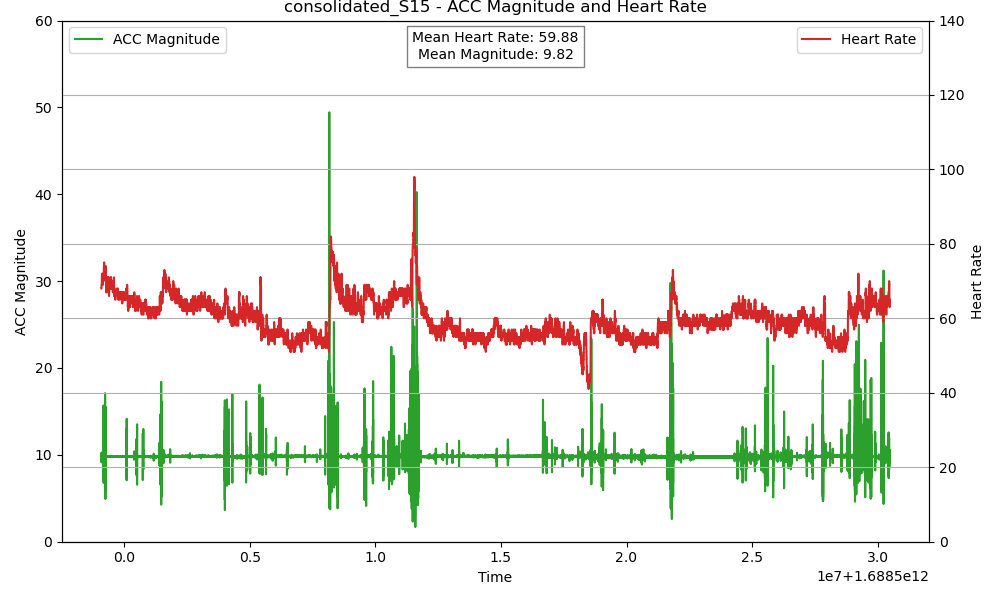 consolidated_S15 - ACC Magnitude and Heart Rate
ACC Magnitude
Mean Heart Rate: 59.88
Mean Magnitude: 9.82
Heart Rate
60
50
40
30
20
10
0
ACC Magnitude
140
120
100
80
60
40
20
0
Heart Rate
0.0 0.5 1.0 1.5 2.0 2.5 3.0
Time
1e7+1.6885e12